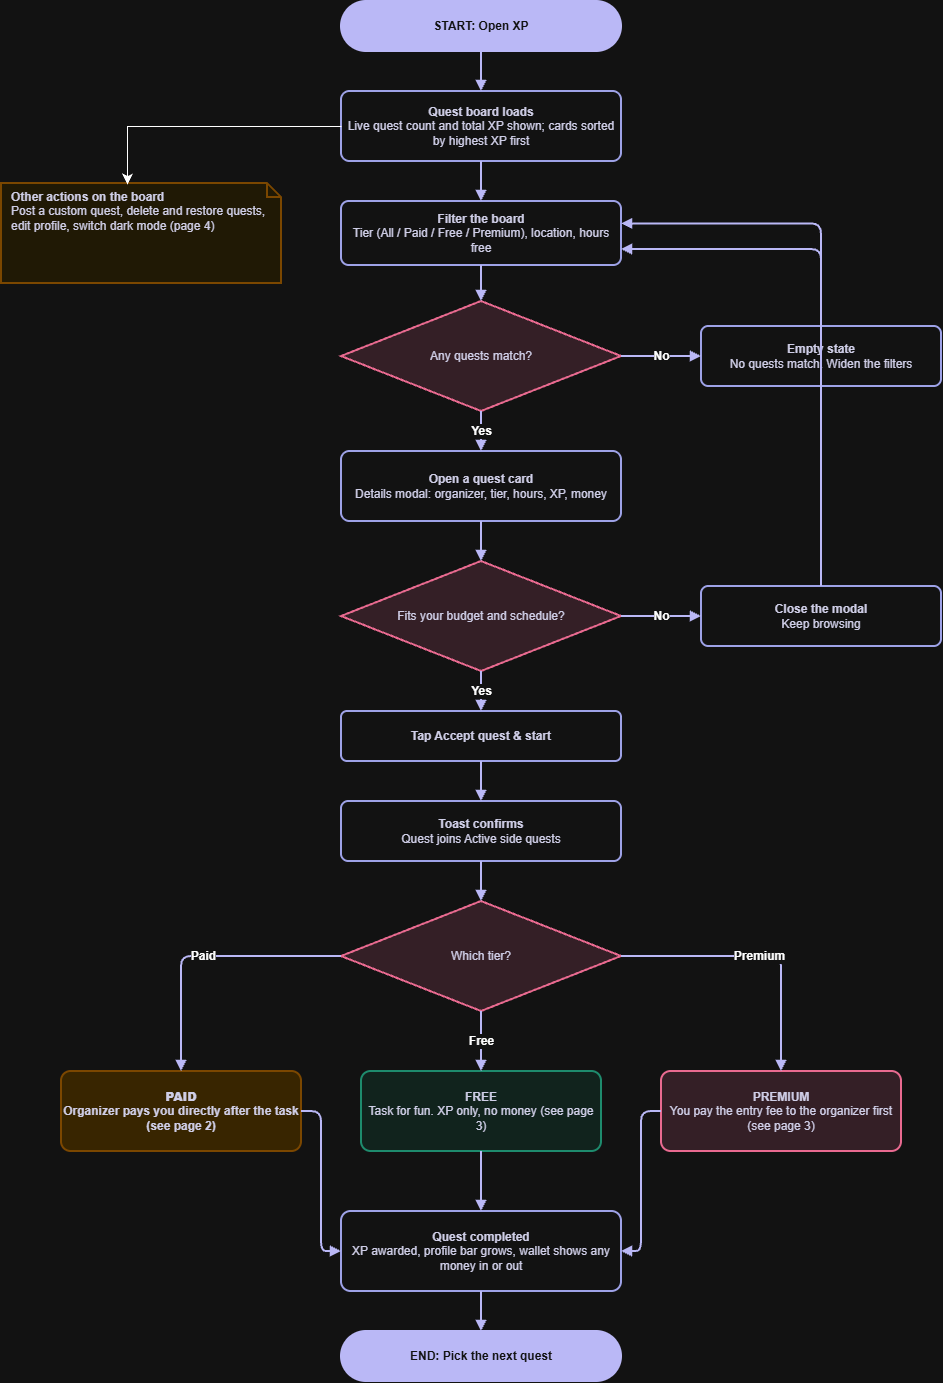 START: Open XP
Quest board loads
Live quest count and total XP shown; cards sorted
by highest XP first
Other actions on the board
Post a custom quest, delete and restore quests,
edit profile, switch dark mode (page 4)
Filter the board
Tier (All / Paid / Free / Premium), location, hours
free
Any quests match?
No
Empty state
No quests match. Widen the filters
Yes
Open a quest card
Details modal: organizer, tier, hours, XP, money
Fits your budget and schedule?
No
Close the modal
Keep browsing
Yes
Tap Accept quest & start
Toast confirms
Quest joins Active side quests
Which tier?
Paid
Premium
Free
PAID
Organizer pays you directly after the task
(see page 2)
FREE
Task for fun. XP only, no money (see page
3)
PREMIUM
You pay the entry fee to the organizer first
(see page 3)
Quest completed
XP awarded, profile bar grows, wallet shows any
money in or out
END: Pick the next quest